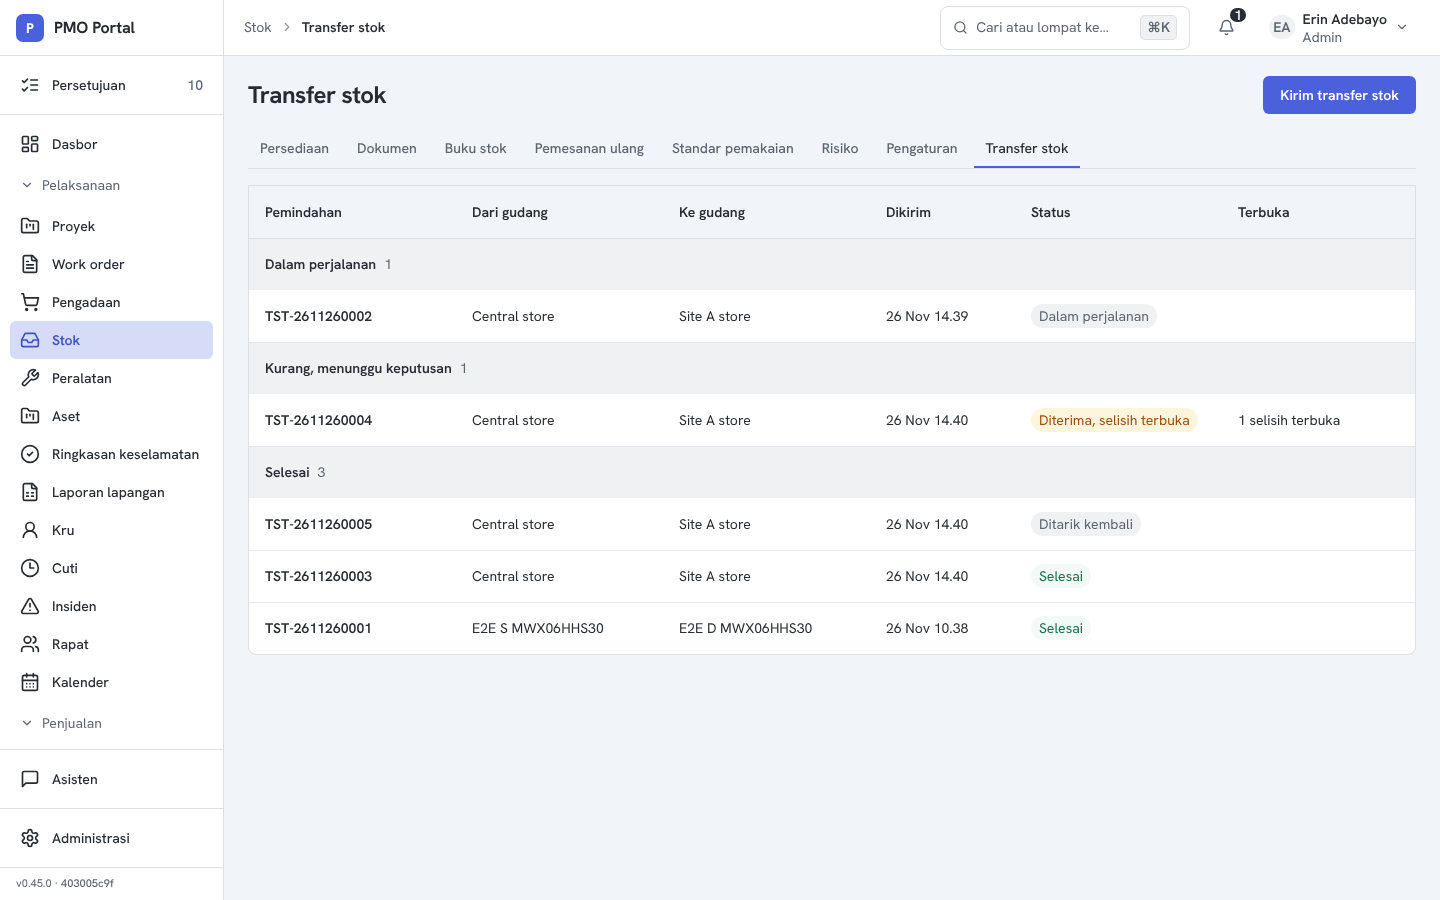 P PMO Portal
Stok > Transfer stok
Cari atau lompat ke...
⌘K
1
EA
Erin Adebayo
Admin
Persetujuan 10
Dasbor
Pelaksanaan
Proyek
Work order
Pengadaan
Stok
Peralatan
Aset
Ringkasan keselamatan
Laporan lapangan
Kru
Cuti
Insiden
Rapat
Kalender
Penjualan
Asisten
Administrasi
v0.45.0 · 403005c9f
Transfer stok
Kirim transfer stok
Persediaan Dokumen Buku stok Pemesanan ulang Standar pemakaian Risiko Pengaturan Transfer stok
Pemindahan Dari gudang Ke gudang Dikirim Status Terbuka
Dalam perjalanan 1
TST-2611260002 Central store Site A store 26 Nov 14.39 Dalam perjalanan
Kurang, menunggu keputusan 1
TST-2611260004 Central store Site A store 26 Nov 14.40 Diterima, selisih terbuka 1 selisih terbuka
Selesai 3
TST-2611260005 Central store Site A store 26 Nov 14.40 Ditarik kembali
TST-2611260003 Central store Site A store 26 Nov 14.40 Selesai
TST-2611260001 E2E S MWX06HHS30 E2E D MWX06HHS30 26 Nov 10.38 Selesai